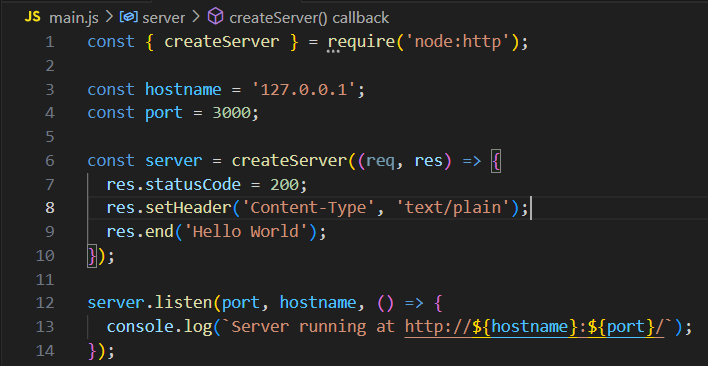 JS main.js > server > createServer() callback
1 const { createServer } = require('node:http');
2
3 const hostname = '127.0.0.1';
4 const port = 3000;
5
6 const server = createServer((req, res) => {
7   res.statusCode = 200;
8   res.setHeader('Content-Type', 'text/plain');
9   res.end('Hello World');
10 });
11
12 server.listen(port, hostname, () => {
13   console.log(`Server running at http://${hostname}:${port}/`);
14 });